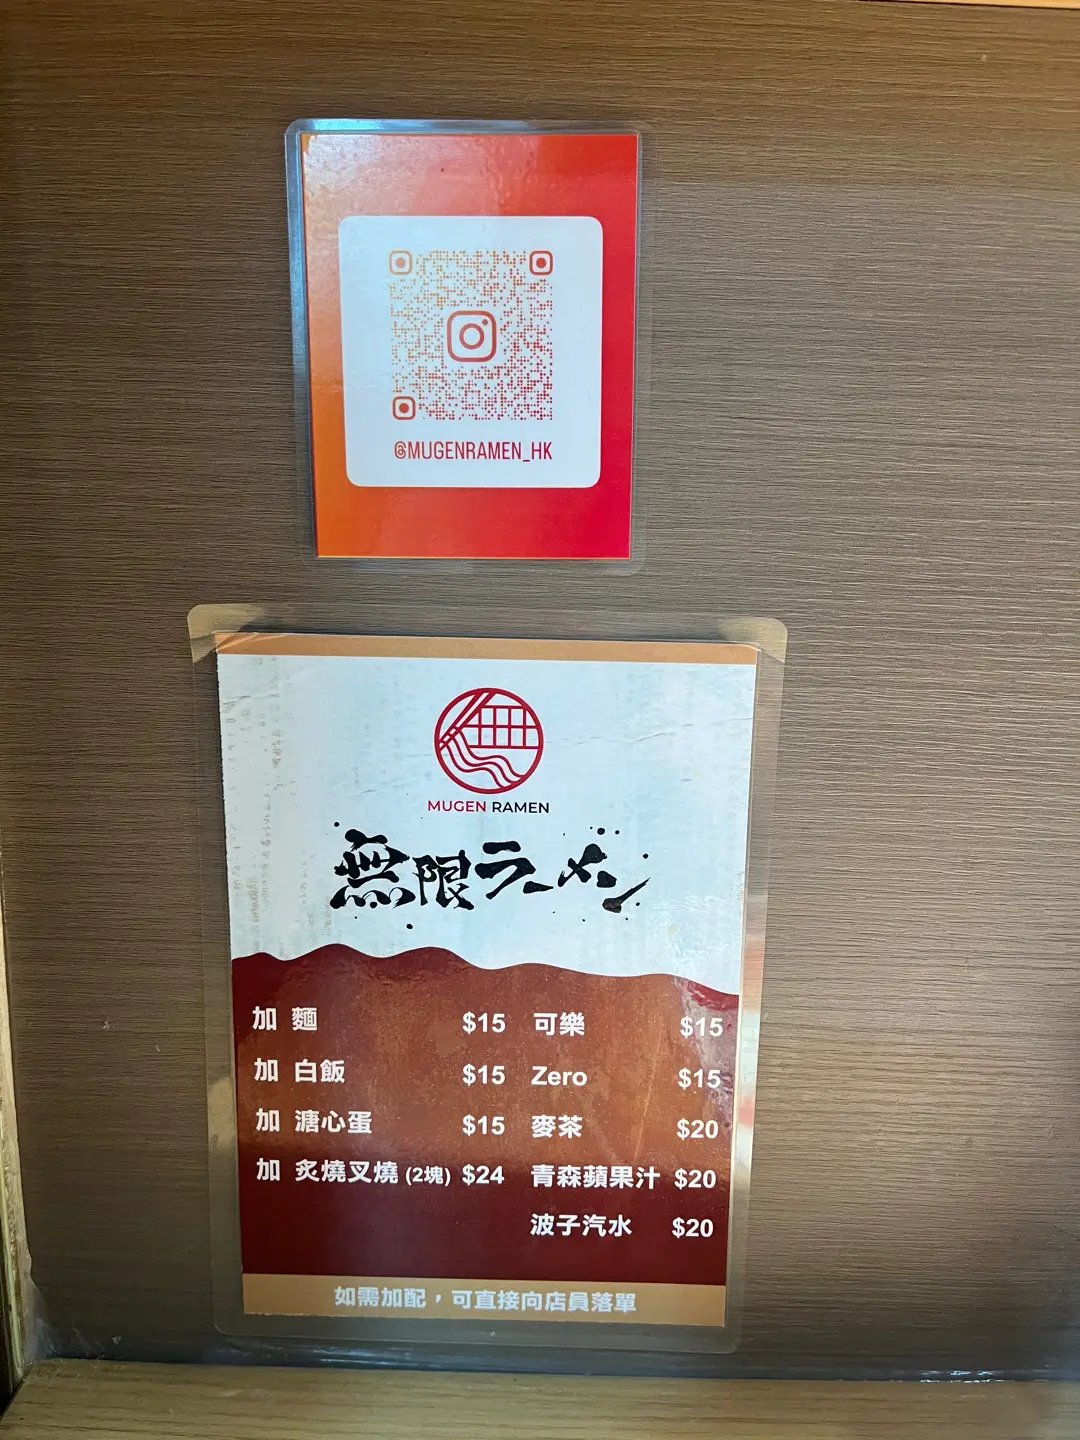 @MUGENRAMEN_HK
MUGEN RAMEN
無限ラーメン
加 麵 $15 可樂 $15
加 白飯 $15 Zero $15
加 溏心蛋 $15 麥茶 $20
加 炙燒叉燒 (2塊) $24 青森蘋果汁 $20
波子汽水 $20
如需加配，可直接向店員落單